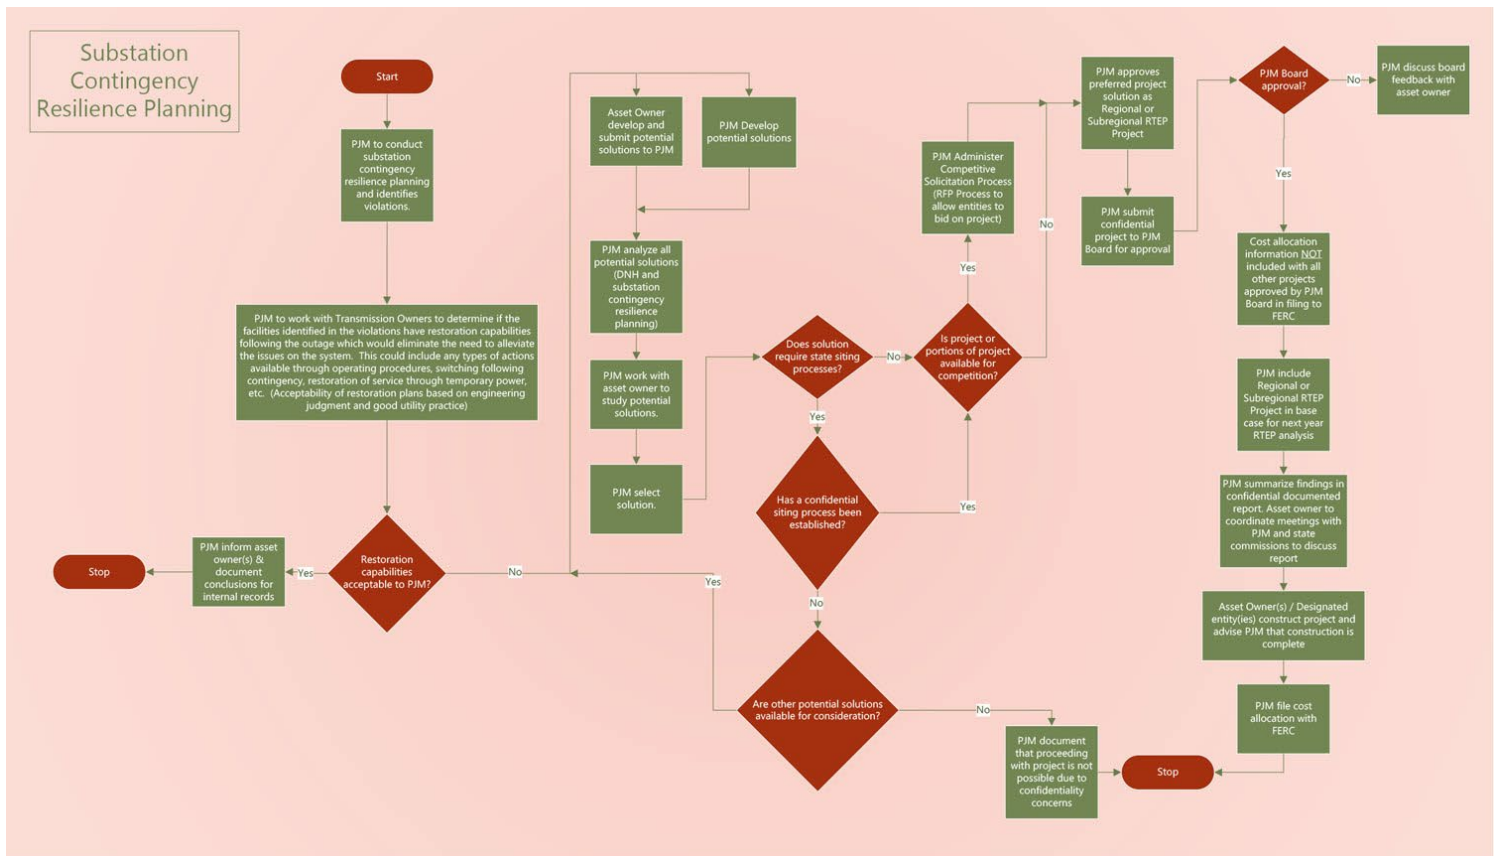 Substation
Contingency
Resilience Planning
Start
PJM to conduct
substation
contingency
resilience planning
and identifies
violations.
PJM to work with Transmission Owners to determine if the
facilities identified in the violations have restoration capabilities
following the outage which would eliminate the need to alleviate
the issues on the system. This could include any types of actions
available through operating procedures, switching following
contingency, restoration of service through temporary power,
etc. (Acceptability of restoration plans based on engineering
judgment and good utility practice)
Restoration
capabilities
acceptable to PJM?
Yes
PJM inform asset
owner(s) &
document
conclusions for
internal records
Stop
No
Asset Owner
develop and
submit potential
solutions to PJM
PJM Develop
potential solutions
PJM analyze all
potential solutions
(DNH and
substation
contingency
resilience
planning)
PJM work with
asset owner to
study potential
solutions.
PJM select
solution.
Does solution
require state siting
processes?
No
Yes
Has a confidential
siting process been
established?
Yes
No
Are other potential solutions
available for consideration?
Yes
No
PJM document
that proceeding
with project is not
possible due to
confidentiality
concerns
Stop
Is project or
portions of project
available for
competition?
Yes
No
PJM Administer
Competitive
Solicitation Process
(RFP Process to
allow entities to
bid on project)
PJM approves
preferred project
solution as
Regional or
Subregional RTEP
Project
PJM submit
confidential
project to PJM
Board for approval
PJM Board
approval?
No
PJM discuss board
feedback with
asset owner
Yes
Cost allocation
information NOT
included with all
other projects
approved by PJM
Board in filing to
FERC
PJM include
Regional or
Subregional RTEP
Project in base
case for next year
RTEP analysis
PJM summarize findings in
confidential documented
report. Asset owner to
coordinate meetings with
PJM and state
commissions to discuss
report
Asset Owner(s) / Designated
entity(ies) construct project and
advise PJM that construction is
complete
PJM file cost
allocation with
FERC